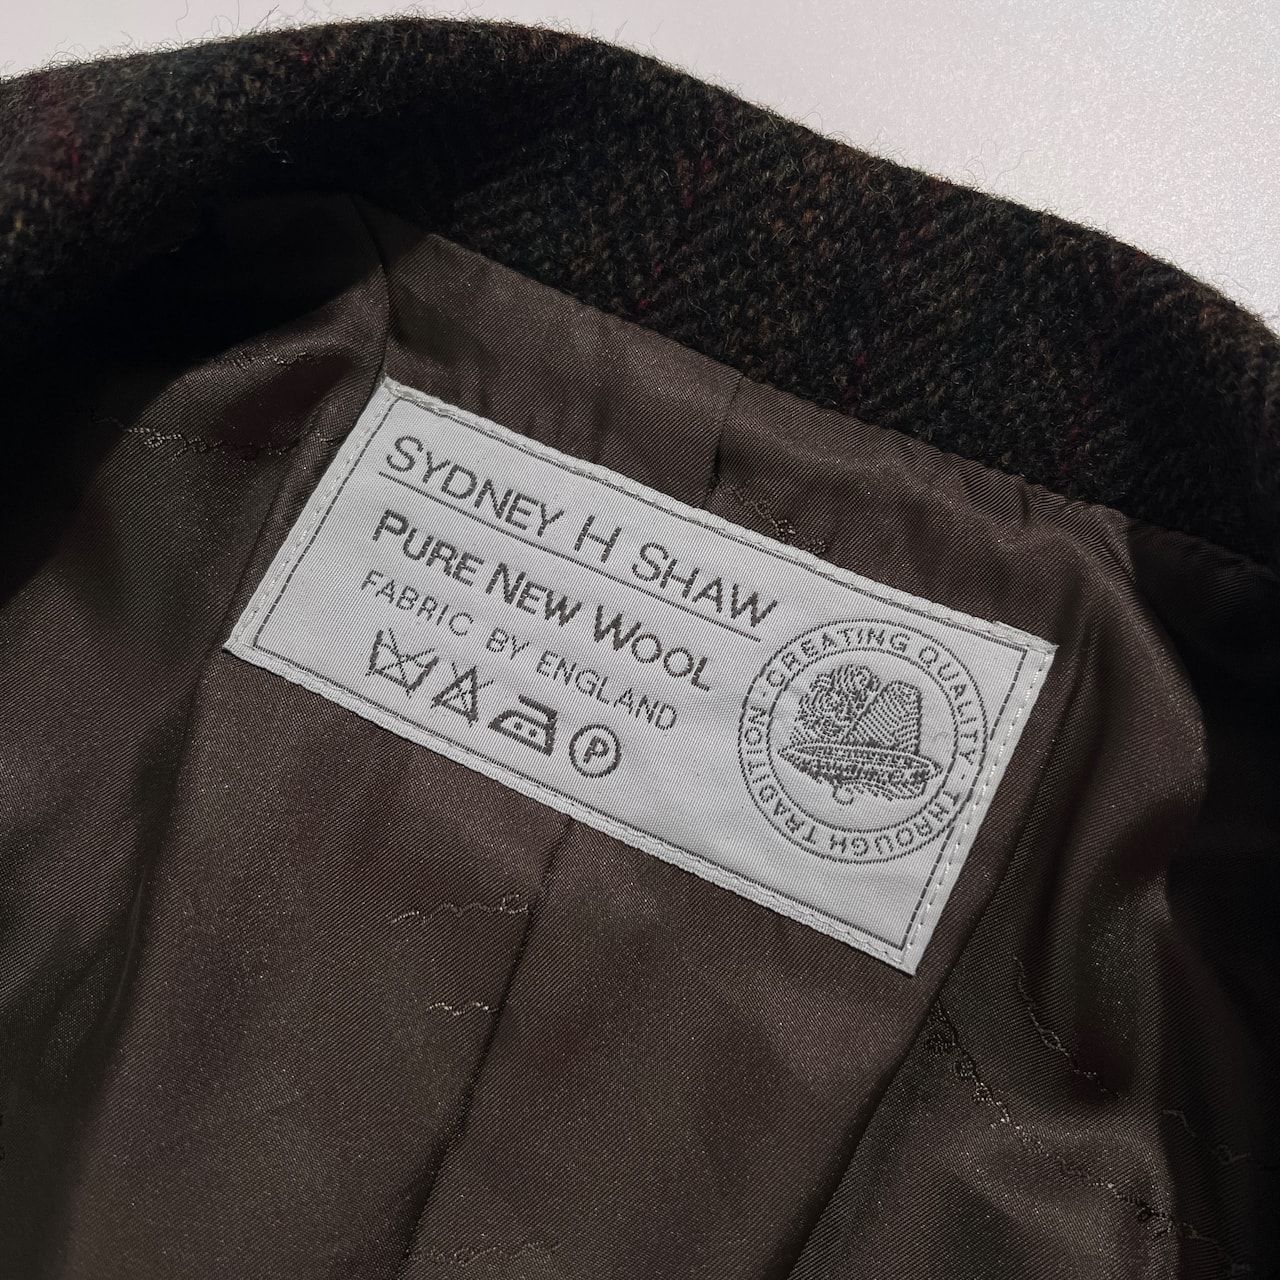 SYDNEY H SHAW
PURE NEW WOOL
FABRIC BY ENGLAND
P
CREATING QUALITY · THROUGH TRADITION ·